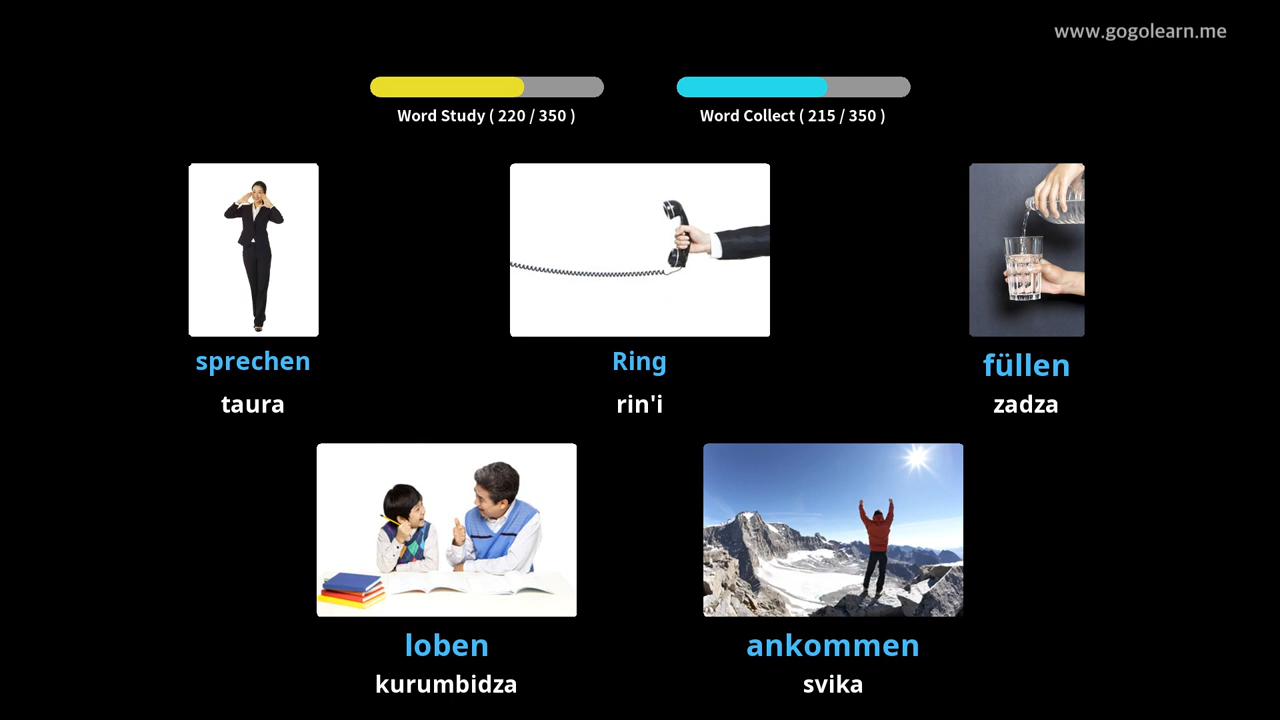 www.gogolearn.me
Word Study ( 220 / 350 )
Word Collect ( 215 / 350 )
sprechen
taura
Ring
rin'i
füllen
zadza
loben
kurumbidza
ankommen
svika